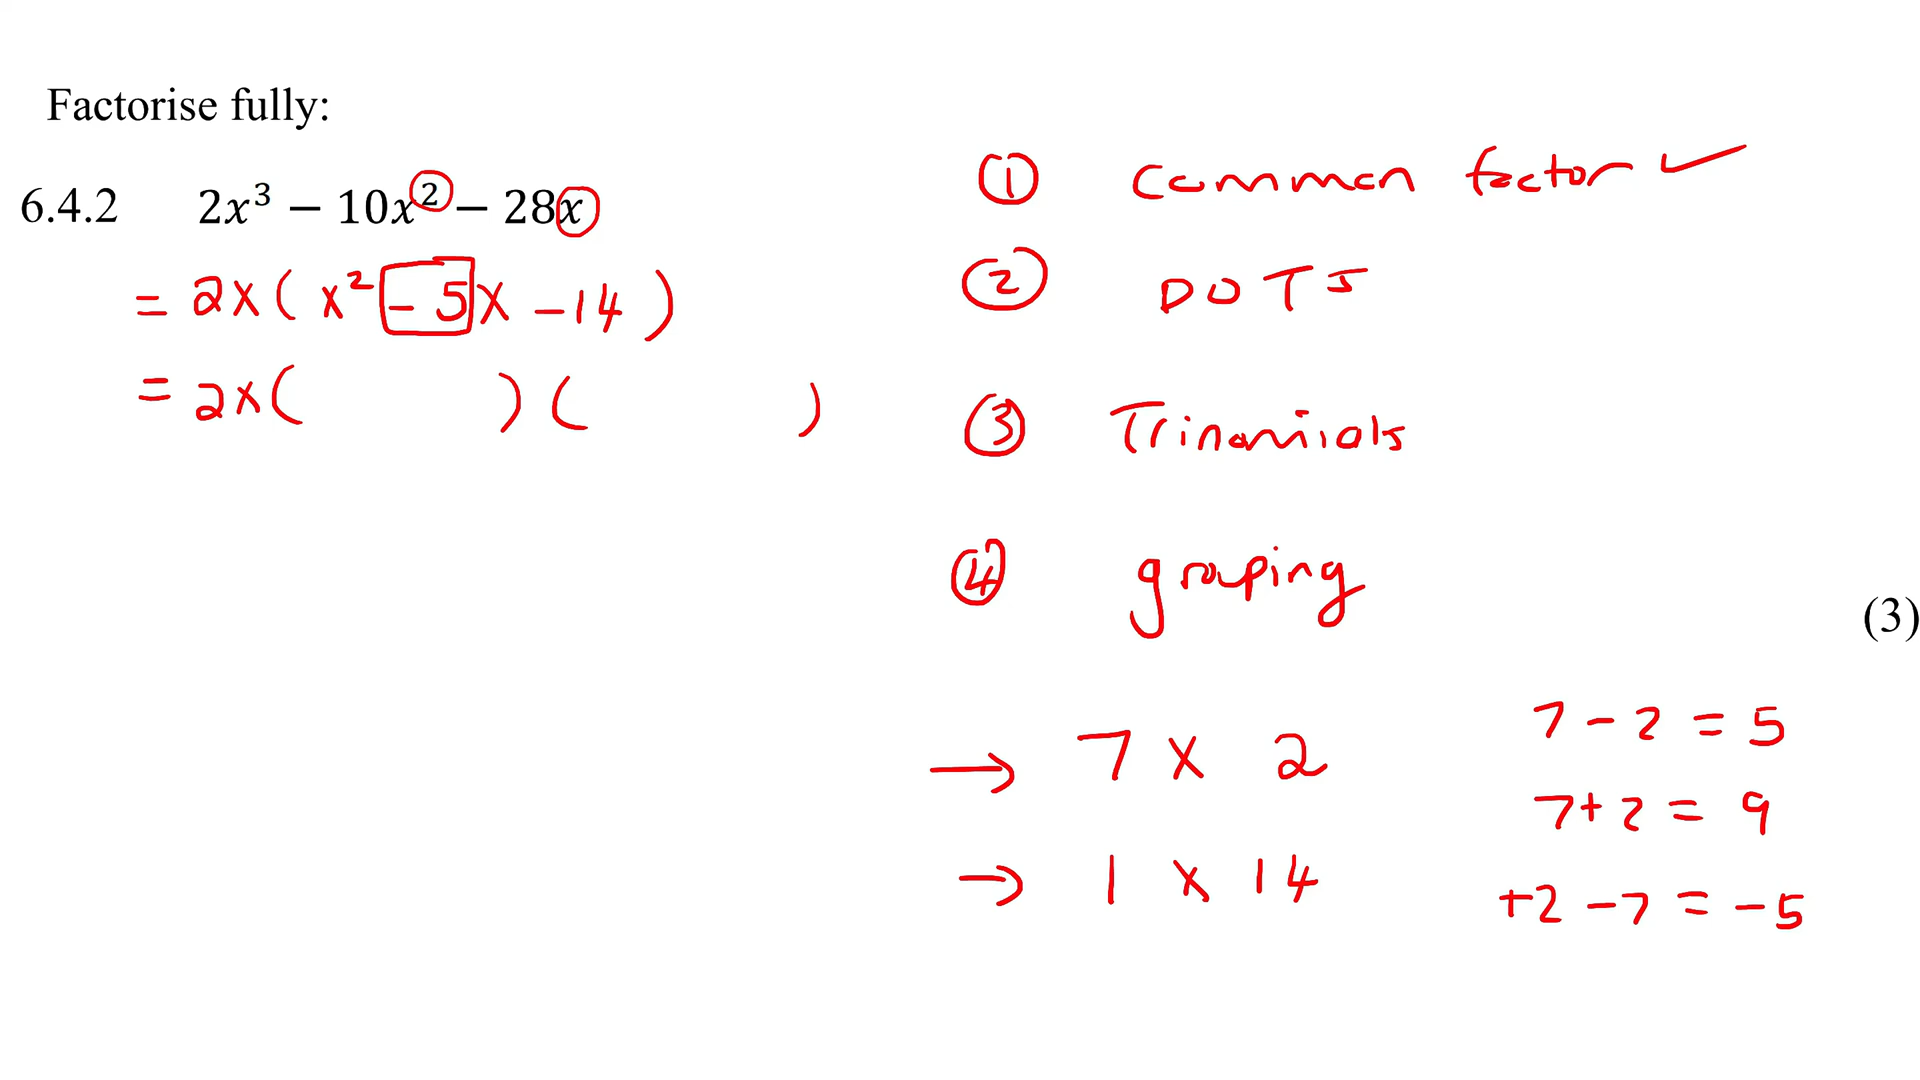 Factorise fully:
6.4.2 2x³ − 10x² − 28x
= 2x( x² − 5x − 14 )
= 2x( )( )
① Common factor ✓
② DOTS
③ Trinomials
④ grouping
(3)
→ 7 x 2
→ 1 x 14
7 − 2 = 5
7 + 2 = 9
+2 − 7 = −5